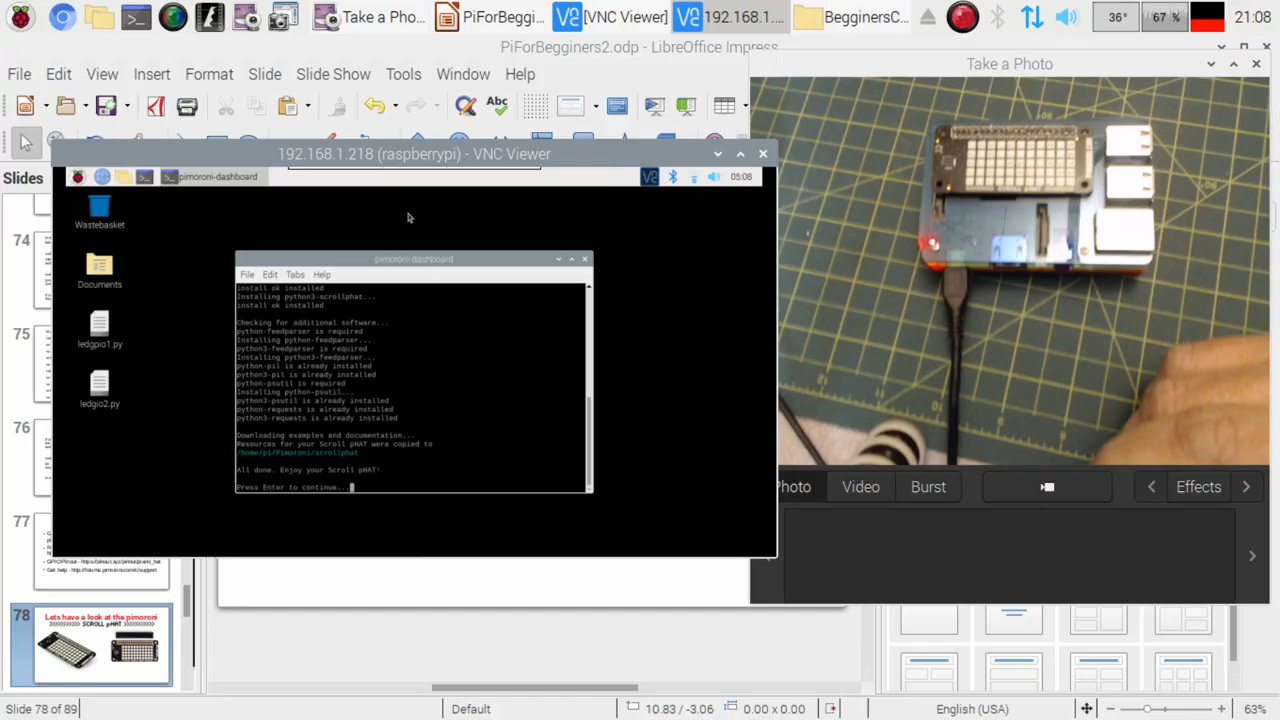 Take a Pho...
PiForBeggi...
[VNC Viewer]
192.168.1....
BegginersC...
36°
67 %
21:08
PiForBegginers2.odp - LibreOffice Impress
File Edit View Insert Format Slide Slide Show Tools Window Help
Take a Photo
Abc
192.168.1.218 (raspberrypi) - VNC Viewer
Slides
pimoroni-dashboard
05:08
Wastebasket
Documents
ledgpio1.py
ledgio2.py
pimoroni-dashboard
File Edit Tabs Help
install ok installed
Installing python3-scrollphat...
install ok installed
Checking for additional software...
python-feedparser is required
Installing python-feedparser...
python3-feedparser is required
Installing python3-feedparser...
python-pil is already installed
python3-pil is already installed
python-psutil is required
Installing python-psutil...
python3-psutil is already installed
python-requests is already installed
python3-requests is already installed
Downloading examples and documentation...
Resources for your Scroll pHAT were copied to
/home/pi/Pimoroni/scrollphat
All done. Enjoy your Scroll pHAT!
Press Enter to continue...
74
75
76
77
78
Lets have a look at the pimoroni
SCROLL pHAT
Photo Video Burst Effects
Slide 78 of 89
Default
10.83 / -3.06
0.00 x 0.00
English (USA)
63%